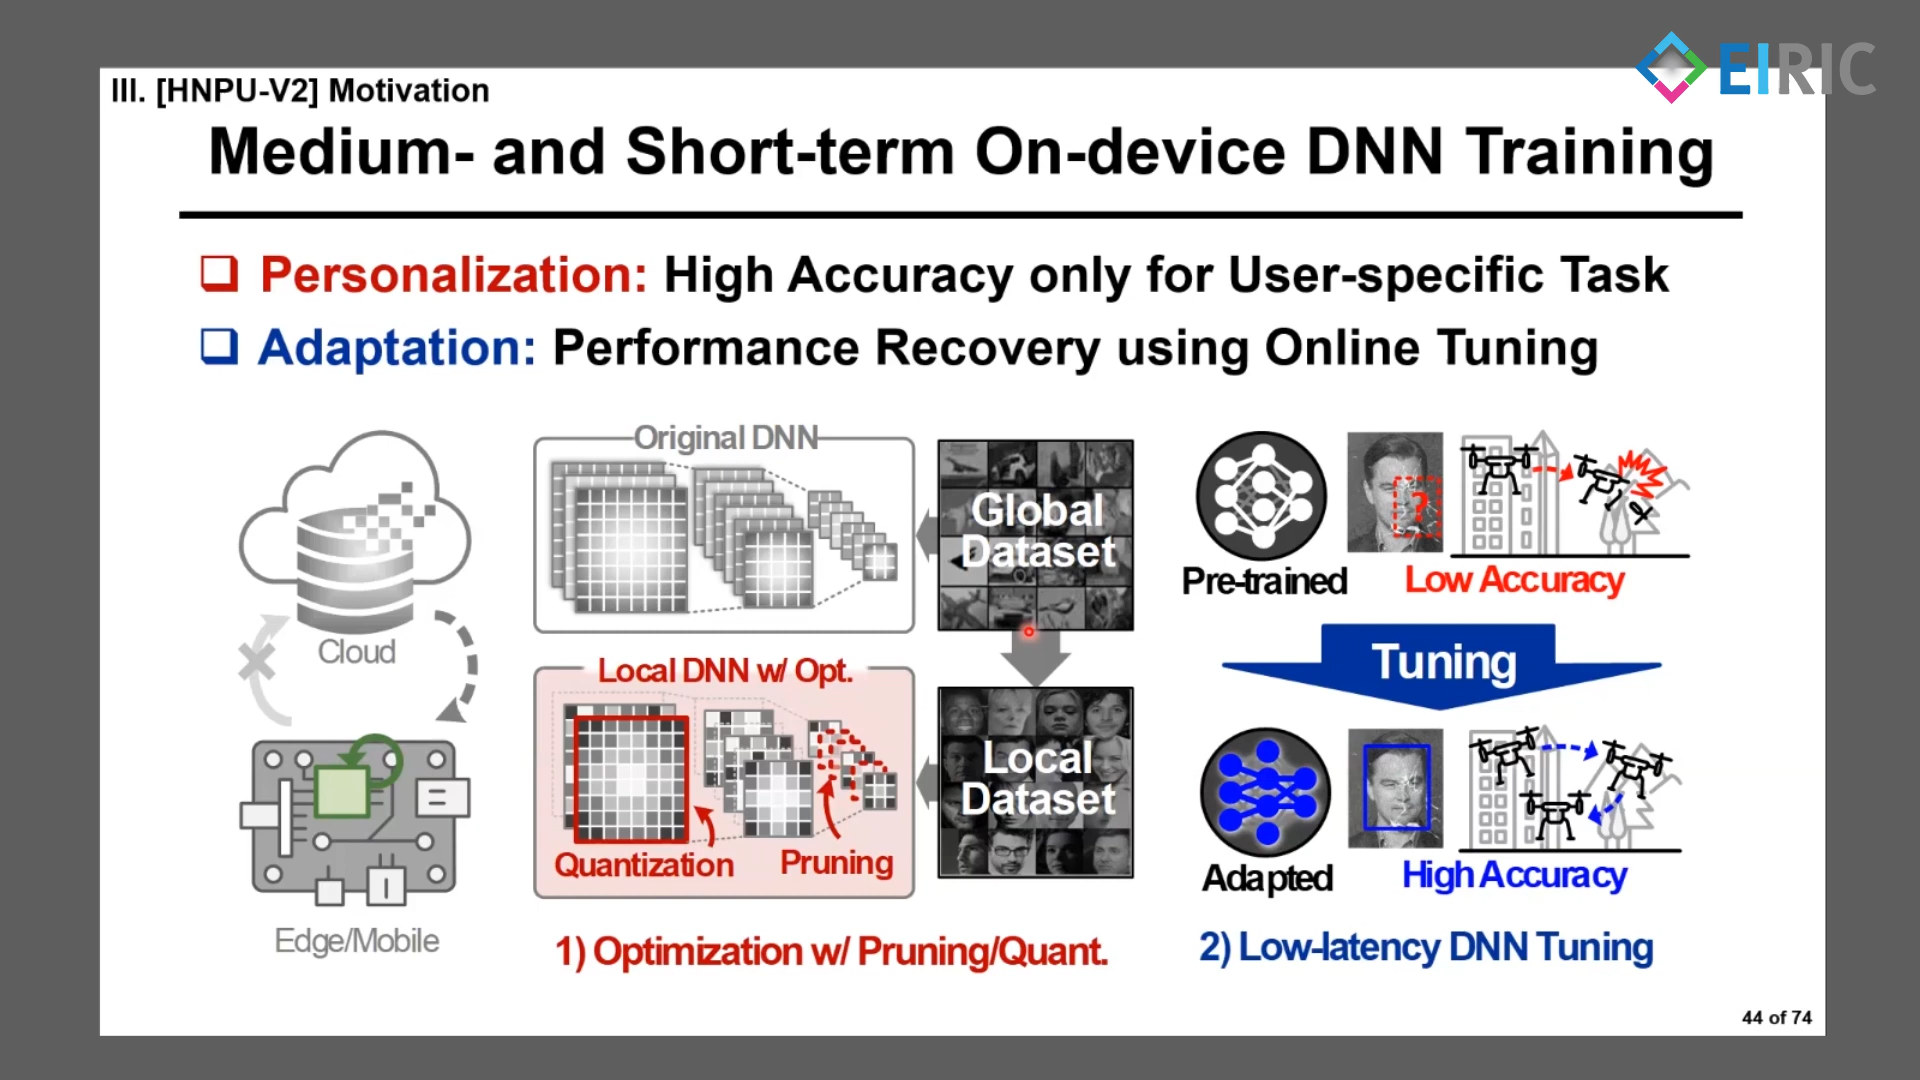 EIRIC
III. [HNPU-V2] Motivation
Medium- and Short-term On-device DNN Training
Personalization: High Accuracy only for User-specific Task
Adaptation: Performance Recovery using Online Tuning
Cloud
Edge/Mobile
Original DNN
Global
Dataset
Local DNN w/ Opt.
Quantization
Pruning
Local
Dataset
1) Optimization w/ Pruning/Quant.
?
Pre-trained
Low Accuracy
Tuning
Adapted
High Accuracy
2) Low-latency DNN Tuning
44 of 74